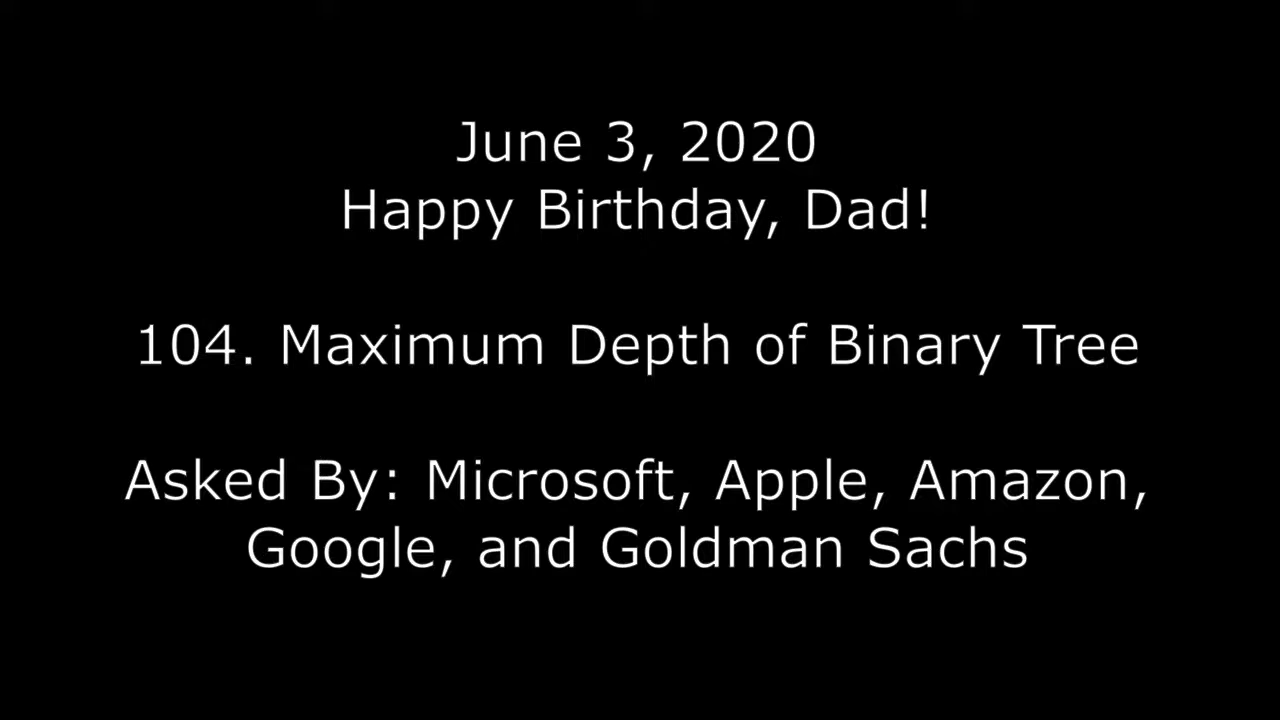 June 3, 2020
Happy Birthday, Dad!
104. Maximum Depth of Binary Tree
Asked By: Microsoft, Apple, Amazon,
Google, and Goldman Sachs